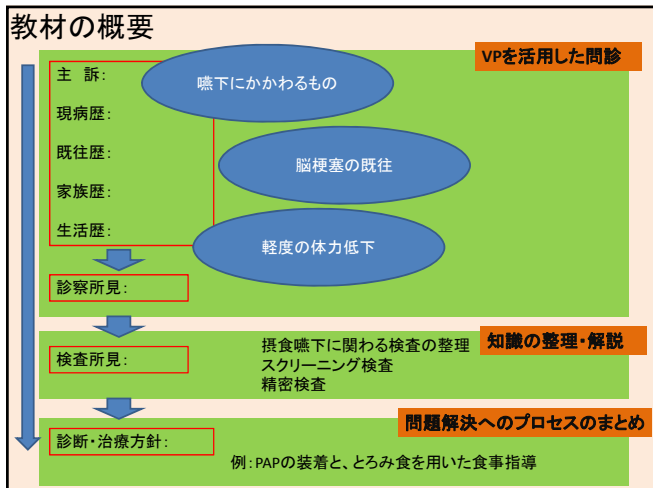 教材の概要
VPを活用した問診
主　訴：
嚥下にかかわるもの
現病歴：
既往歴：
脳梗塞の既往
家族歴：
生活歴：
軽度の体力低下
診察所見：
知識の整理・解説
検査所見：
摂食嚥下に関わる検査の整理
スクリーニング検査
精密検査
問題解決へのプロセスのまとめ
診断・治療方針：
例：PAPの装着と、とろみ食を用いた食事指導